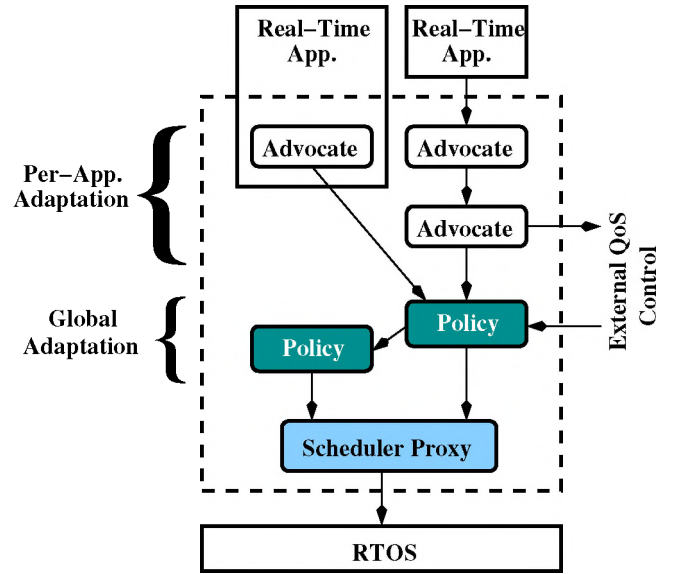 Real-Time
App.
Real-Time
App.
Per-App.
Adaptation
Advocate
Advocate
Advocate
External QoS
Control
Global
Adaptation
Policy
Policy
Scheduler Proxy
RTOS